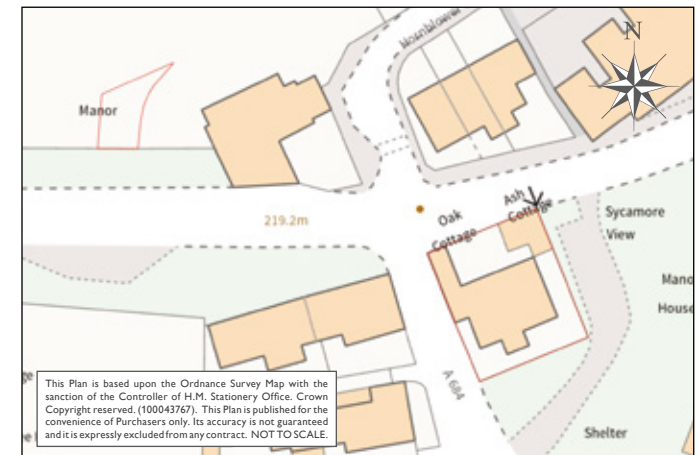 Hornblower
N
Manor
Ash
Cottage
Oak
Cottage
219.2m
Sycamore
View
House
A 684
Shelter
This Plan is based upon the Ordnance Survey Map with the
sanction of the Controller of H.M. Stationery Office. Crown
Copyright reserved. (100043767). This Plan is published for the
convenience of Purchasers only. Its accuracy is not guaranteed
and it is expressly excluded from any contract. NOT TO SCALE.